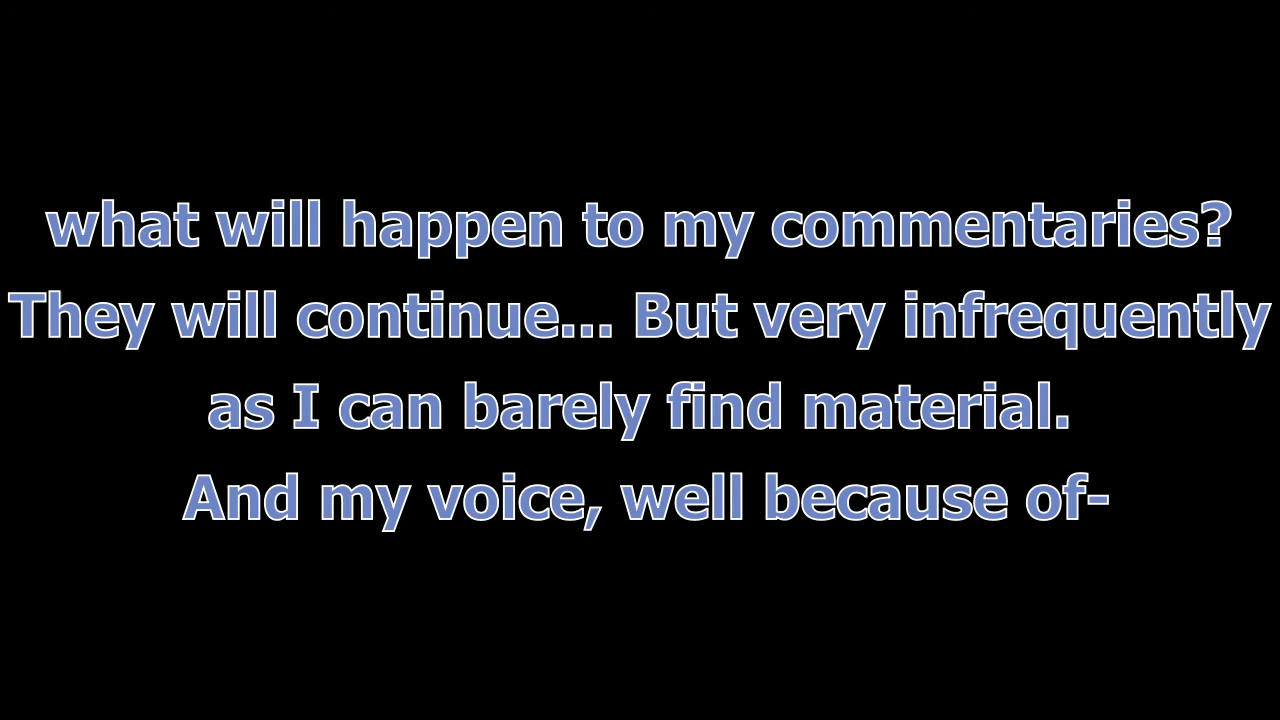 what will happen to my commentaries?
They will continue... But very infrequently
as I can barely find material.
And my voice, well because of-